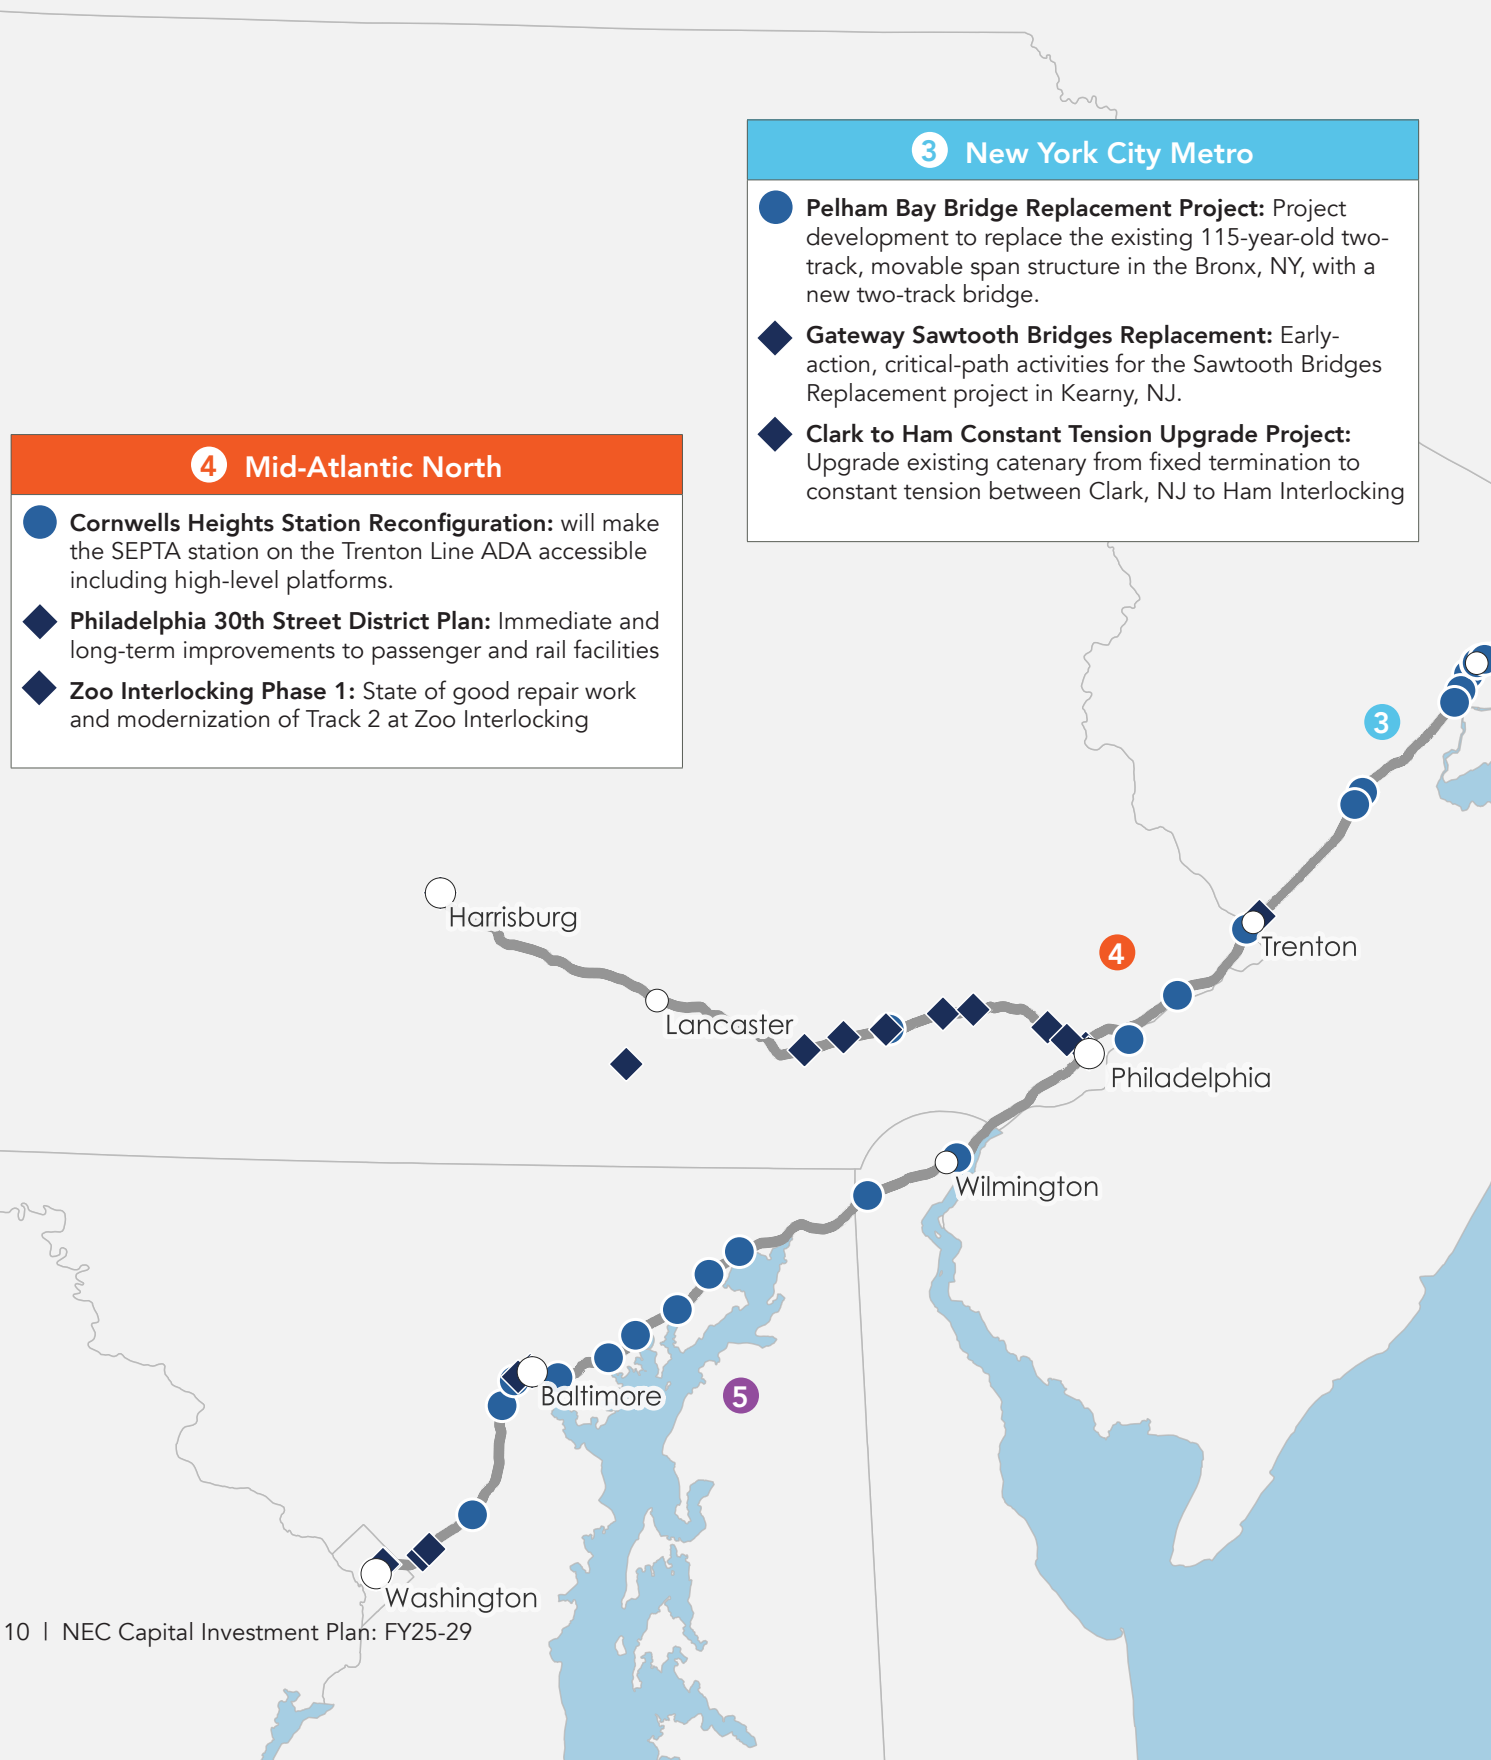 3 New York City Metro
Pelham Bay Bridge Replacement Project: Project
development to replace the existing 115-year-old two-
track, movable span structure in the Bronx, NY, with a
new two-track bridge.
Gateway Sawtooth Bridges Replacement: Early-
action, critical-path activities for the Sawtooth Bridges
Replacement project in Kearny, NJ.
Clark to Ham Constant Tension Upgrade Project:
Upgrade existing catenary from fixed termination to
constant tension between Clark, NJ to Ham Interlocking
4 Mid-Atlantic North
Cornwells Heights Station Reconfiguration: will make
the SEPTA station on the Trenton Line ADA accessible
including high-level platforms.
Philadelphia 30th Street District Plan: Immediate and
long-term improvements to passenger and rail facilities
Zoo Interlocking Phase 1: State of good repair work
and modernization of Track 2 at Zoo Interlocking
3
Harrisburg
4
Trenton
Lancaster
Philadelphia
Wilmington
Baltimore
5
Washington
10 | NEC Capital Investment Plan: FY25-29